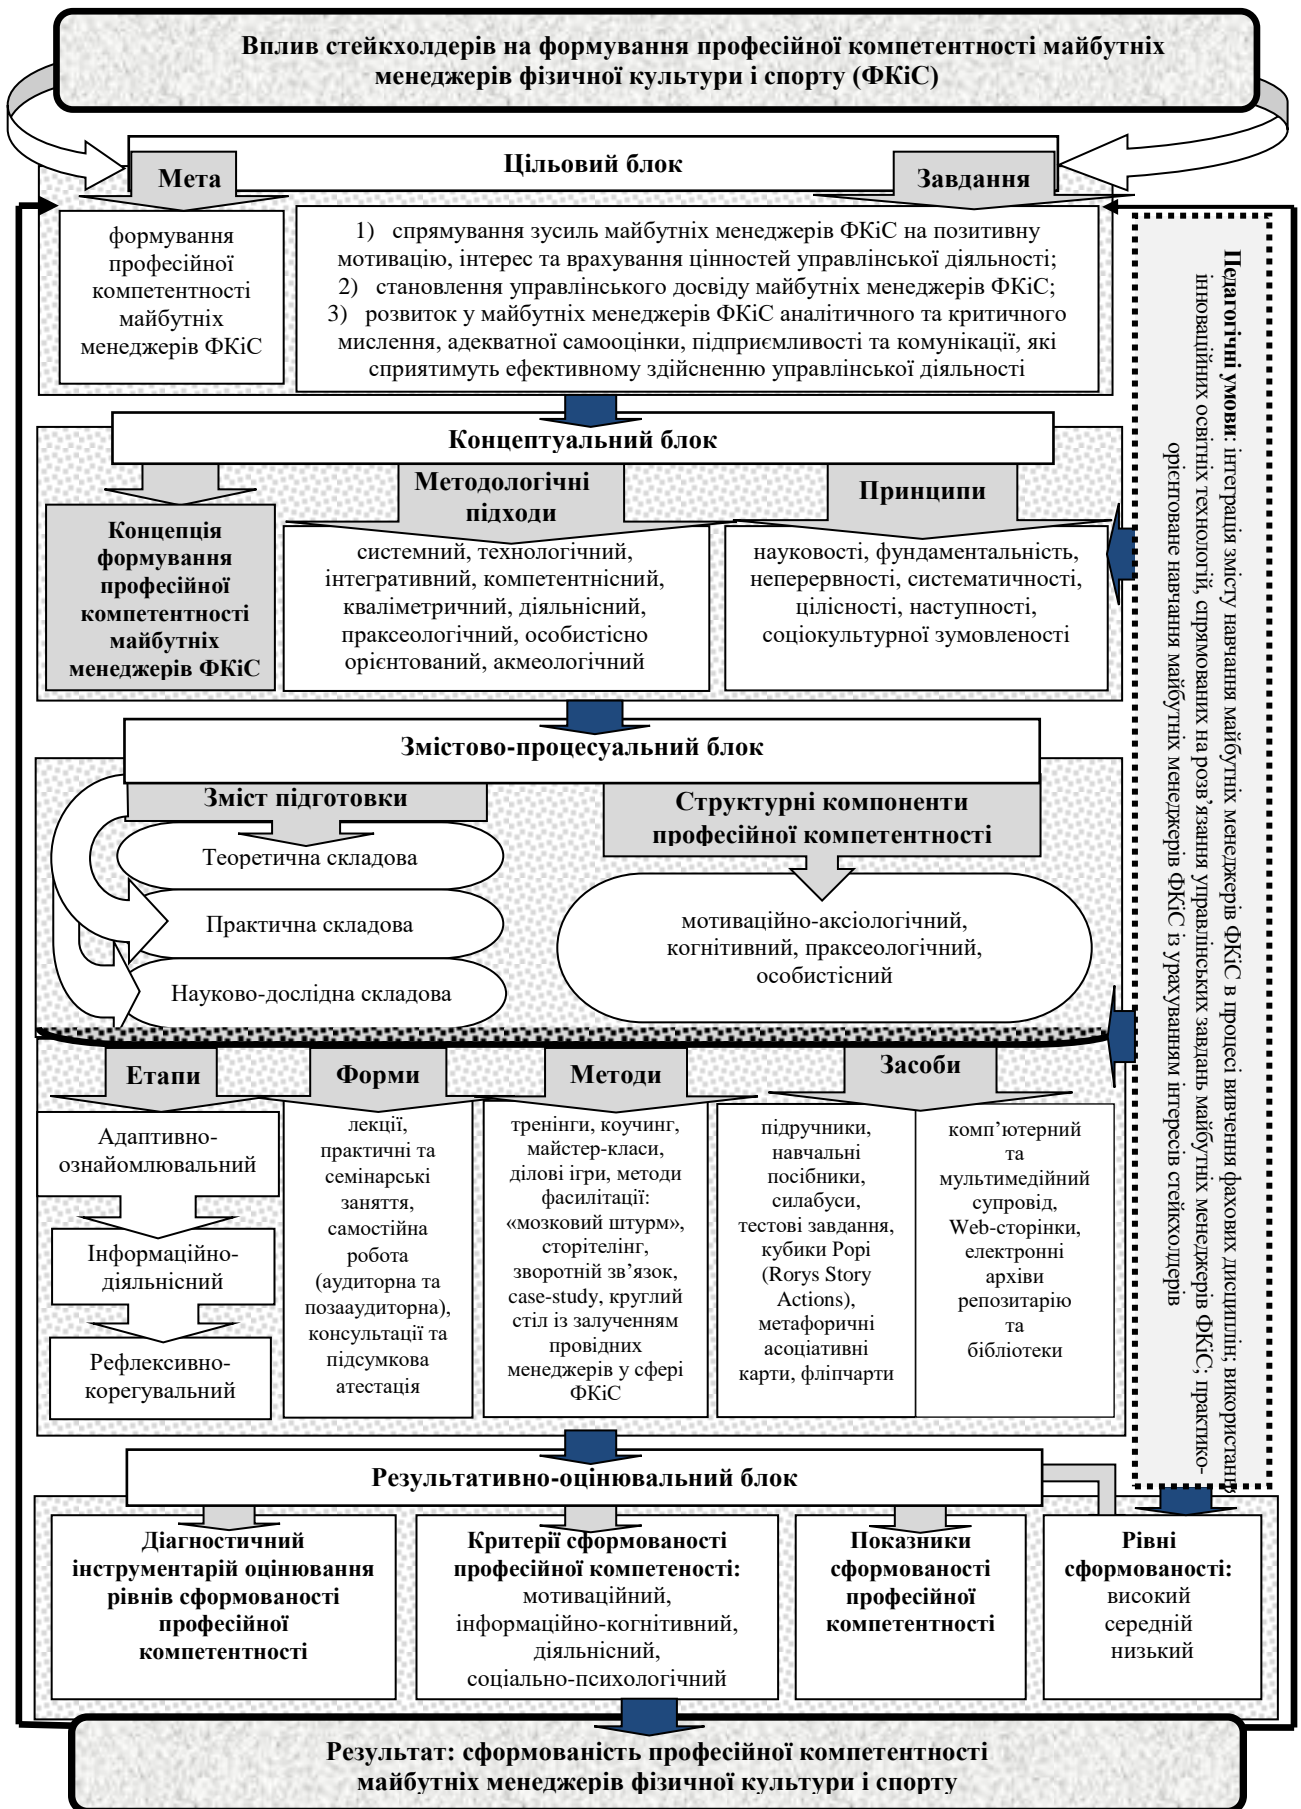 Вплив стейкхолдерів на формування професійної компетентності майбутніх
менеджерів фізичної культури і спорту (ФКіС)
Цільовий блок
Мета
Завдання
формування
професійної
компетентності
майбутніх
менеджерів ФКіС
1) спрямування зусиль майбутніх менеджерів ФКіС на позитивну
мотивацію, інтерес та врахування цінностей управлінської діяльності;
2) становлення управлінського досвіду майбутніх менеджерів ФКіС;
3) розвиток у майбутніх менеджерів ФКіС аналітичного та критичного
мислення, адекватної самооцінки, підприємливості та комунікації, які
сприятимуть ефективному здійсненню управлінської діяльності
Педагогічні умови: інтеграція змісту навчання майбутніх менеджерів ФКіС в процесі вивчення фахових дисциплін; використання
інноваційних освітніх технологій, спрямованих на розв’язання управлінських завдань майбутніх менеджерів ФКіС; практико-
орієнтоване навчання майбутніх менеджерів ФКіС із урахуванням інтересів стейкхолдерів
Концептуальний блок
Концепція
формування
професійної
компетентності
майбутніх
менеджерів ФКіС
Методологічні
підходи
системний, технологічний,
інтегративний, компетентнісний,
кваліметричний, діяльнісний,
праксеологічний, особистісно
орієнтований, акмеологічний
Принципи
науковості, фундаментальність,
неперервності, систематичності,
цілісності, наступності,
соціокультурної зумовленості
Змістово-процесуальний блок
Зміст підготовки
Теоретична складова
Практична складова
Науково-дослідна складова
Структурні компоненти
професійної компетентності
мотиваційно-аксіологічний,
когнітивний, праксеологічний,
особистісний
Етапи
Адаптивно-
ознайомлювальний
Інформаційно-
діяльнісний
Рефлексивно-
корегувальний
Форми
лекції,
практичні та
семінарські
заняття,
самостійна
робота
(аудиторна та
позааудиторна),
консультації та
підсумкова
атестація
Методи
тренінги, коучинг,
майстер-класи,
ділові ігри, методи
фасилітації:
«мозковий штурм»,
сторітелінг,
зворотній зв’язок,
case-study, круглий
стіл із залученням
провідних
менеджерів у сфері
ФКіС
Засоби
підручники,
навчальні
посібники,
силабуси,
тестові завдання,
кубики Рорі
(Rorys Story
Actions),
метафоричні
асоціативні
карти, фліпчарти
комп’ютерний
та
мультимедійний
супровід,
Web-сторінки,
електронні
архіви
репозитарію
та
бібліотеки
Результативно-оцінювальний блок
Діагностичний
інструментарій оцінювання
рівнів сформованості
професійної
компетентності
Критерії сформованості
професійної компетеності:
мотиваційний,
інформаційно-когнітивний,
діяльнісний,
соціально-психологічний
Показники
сформованості
професійної
компетентності
Рівні
сформованості:
високий
середній
низький
Результат: сформованість професійної компетентності
майбутніх менеджерів фізичної культури і спорту